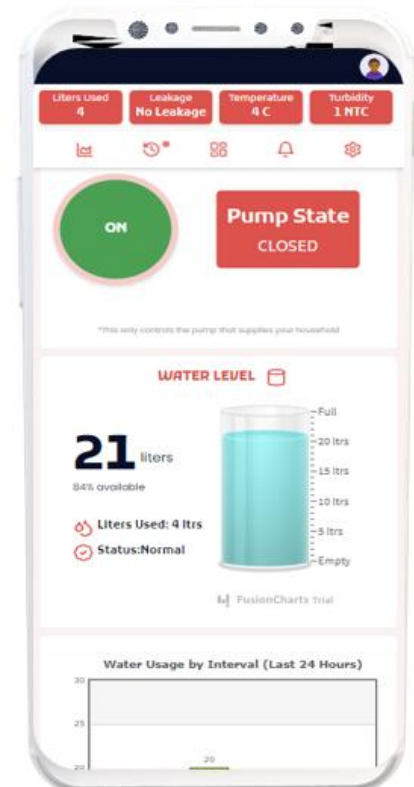 Liters Used
4
Leakage
No Leakage
Temperature
4 C
Turbidity
1 NTC
ON
Pump State
CLOSED
*This only controls the pump that supplies your household
WATER LEVEL
21 liters
84% available
Liters Used: 4 ltrs
Status:Normal
Full
20 ltrs
15 ltrs
10 ltrs
5 ltrs
Empty
FusionCharts Trial
Water Usage by Interval (Last 24 Hours)
30
25
20
20